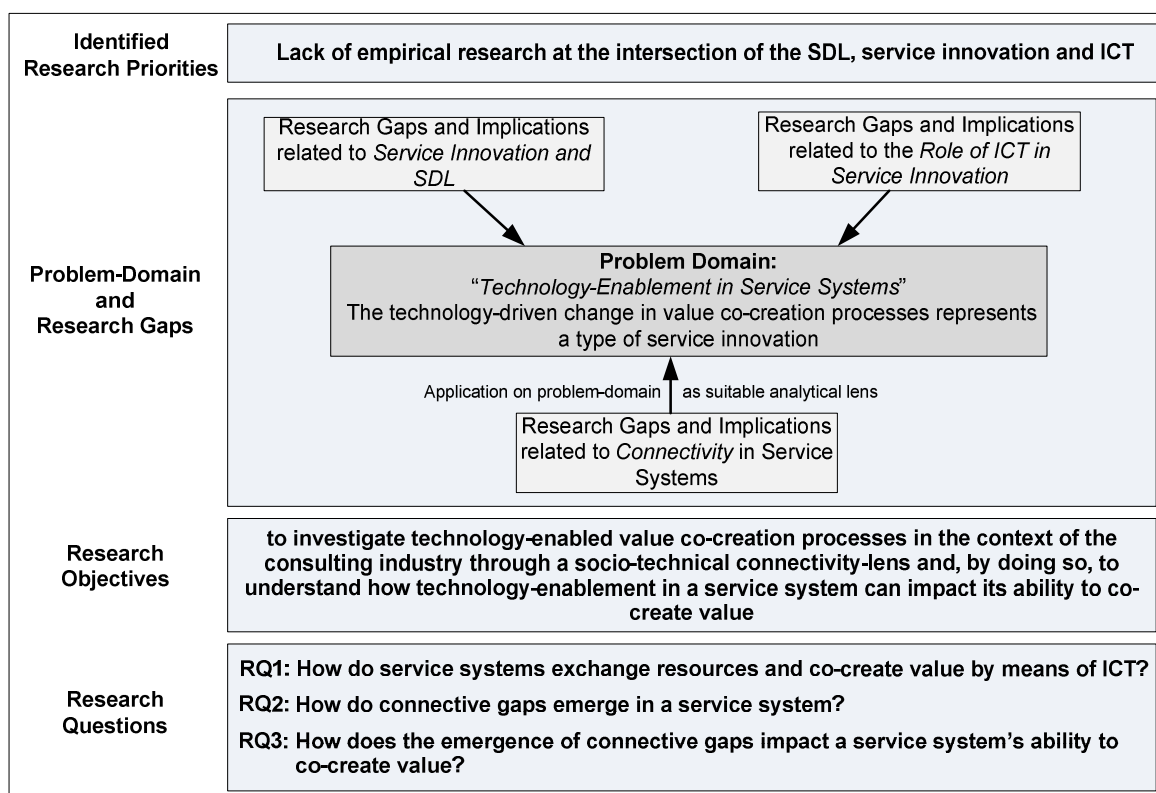 Identified
Research Priorities
Lack of empirical research at the intersection of the SDL, service innovation and ICT
Problem-Domain
and
Research Gaps
Research Gaps and Implications
related to Service Innovation and
SDL
Research Gaps and Implications
related to the Role of ICT in
Service Innovation
Problem Domain:
“Technology-Enablement in Service Systems”
The technology-driven change in value co-creation processes represents
a type of service innovation
Application on problem-domain as suitable analytical lens
Research Gaps and Implications
related to Connectivity in Service
Systems
Research
Objectives
to investigate technology-enabled value co-creation processes in the context of the
consulting industry through a socio-technical connectivity-lens and, by doing so, to
understand how technology-enablement in a service system can impact its ability to co-
create value
Research
Questions
RQ1: How do service systems exchange resources and co-create value by means of ICT?
RQ2: How do connective gaps emerge in a service system?
RQ3: How does the emergence of connective gaps impact a service system’s ability to
co-create value?